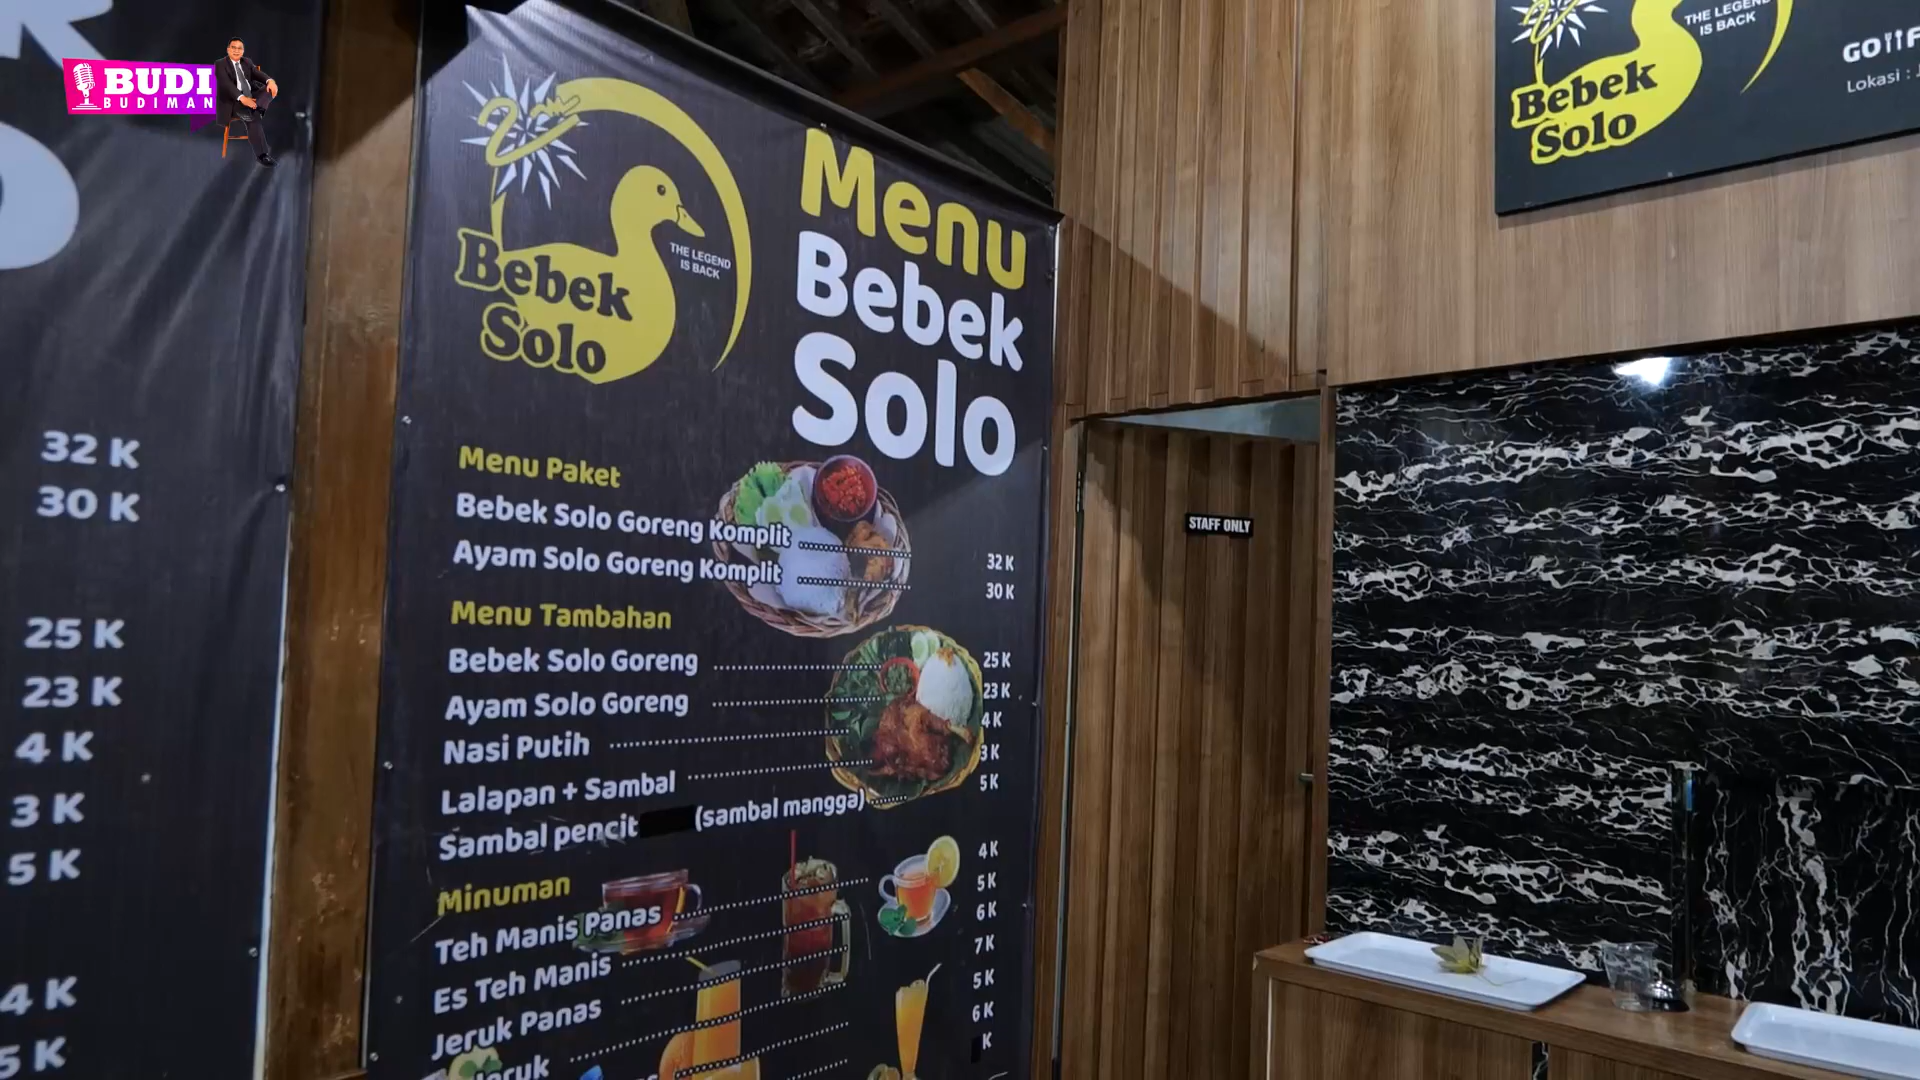 BUDI
BUDIMAN
32 K
30 K
25 K
23 K
4 K
3 K
5 K
4 K
5 K
Bebek
Solo
THE LEGEND
IS BACK
Menu
Bebek
Solo
Menu Paket
Bebek Solo Goreng Komplit 32 K
Ayam Solo Goreng Komplit 30 K
Menu Tambahan
Bebek Solo Goreng 25 K
Ayam Solo Goreng 23 K
Nasi Putih 4 K
Lalapan + Sambal 3 K
Sambal pencit (sambal mangga) 5 K
Minuman
Teh Manis Panas 4 K
Es Teh Manis 5 K
Jeruk Panas 6 K
Jeruk 7 K
5 K
6 K
K
STAFF ONLY
Bebek
Solo
THE LEGEND
IS BACK
GO F
Lokasi :